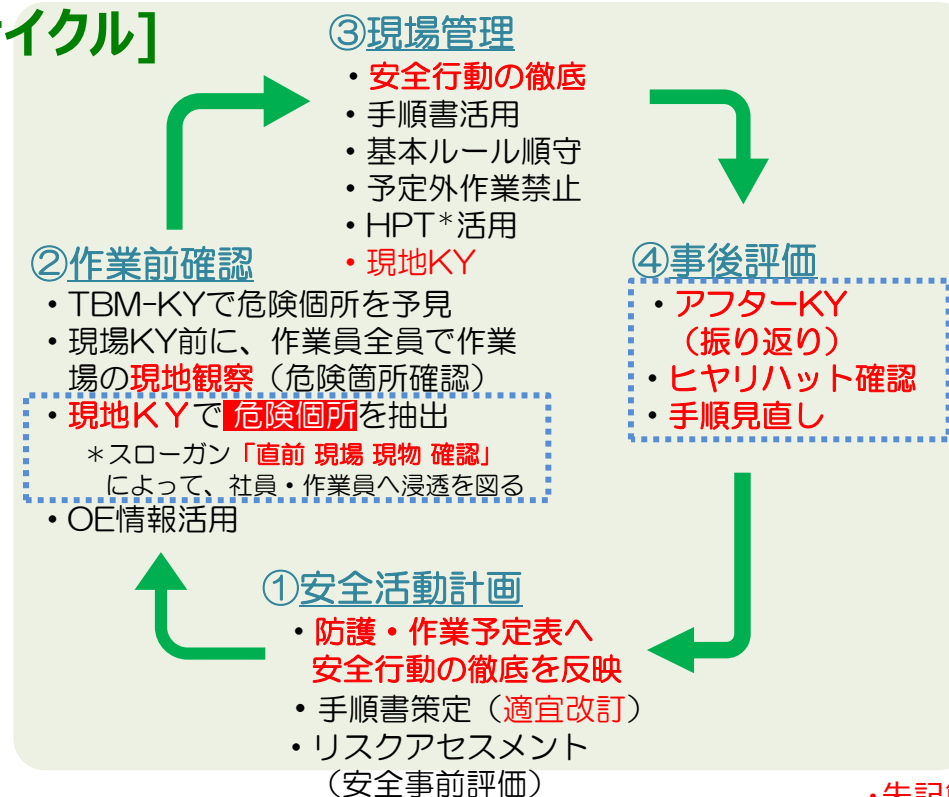 イクル]
③現場管理
・安全行動の徹底
・手順書活用
・基本ルール順守
・予定外作業禁止
・HPT*活用
・現地KY
②作業前確認
・TBM-KYで危険個所を予見
・現場KY前に、作業員全員で作業
場の現地観察（危険箇所確認）
・現地ＫＹで危険個所を抽出
＊スローガン「直前 現場 現物 確認」
によって、社員・作業員へ浸透を図る
・OE情報活用
④事後評価
・アフターKY
（振り返り）
・ヒヤリハット確認
・手順見直し
①安全活動計画
・防護・作業予定表へ
安全行動の徹底を反映
・手順書策定（適宜改訂）
・リスクアセスメント
（安全事前評価）